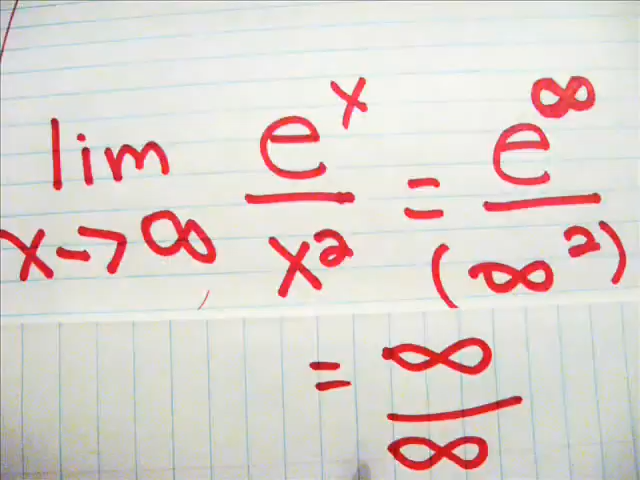 lim x→∞ e^x / x^2 = e^∞ / (∞^2)
= ∞ / ∞